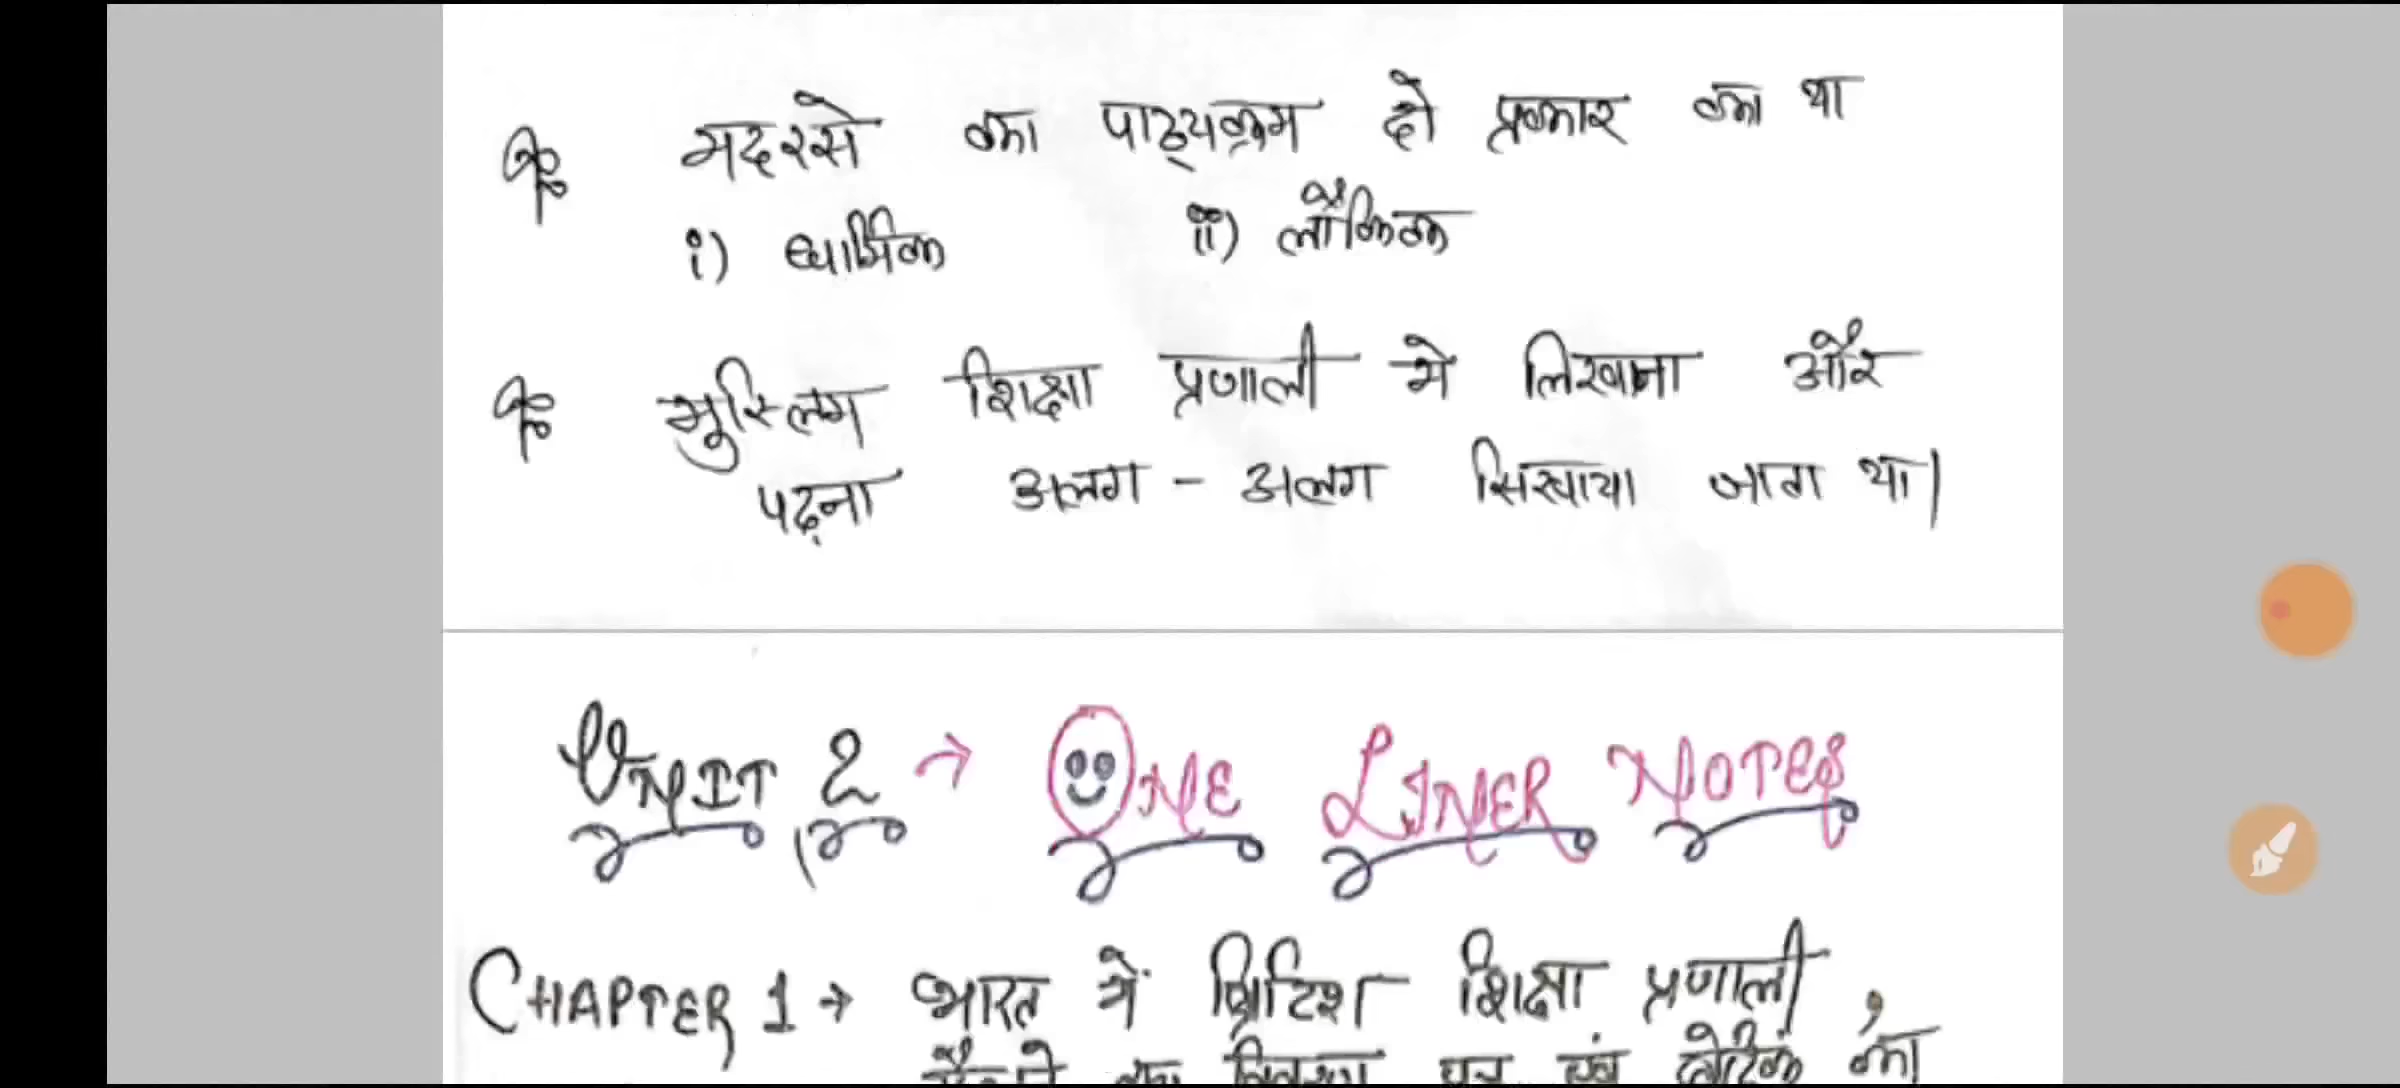 मदरसे का पाठ्यक्रम दो प्रकार का था
i) धार्मिक ii) लौकिक
मुस्लिम शिक्षा प्रणाली मे लिखना और
पढ़ना अलग - अलग सिखाया जाता था।
UNIT 2 → ONE LINER NOTES
CHAPTER 1 → भारत में ब्रिटिश शिक्षा प्रणाली,
का